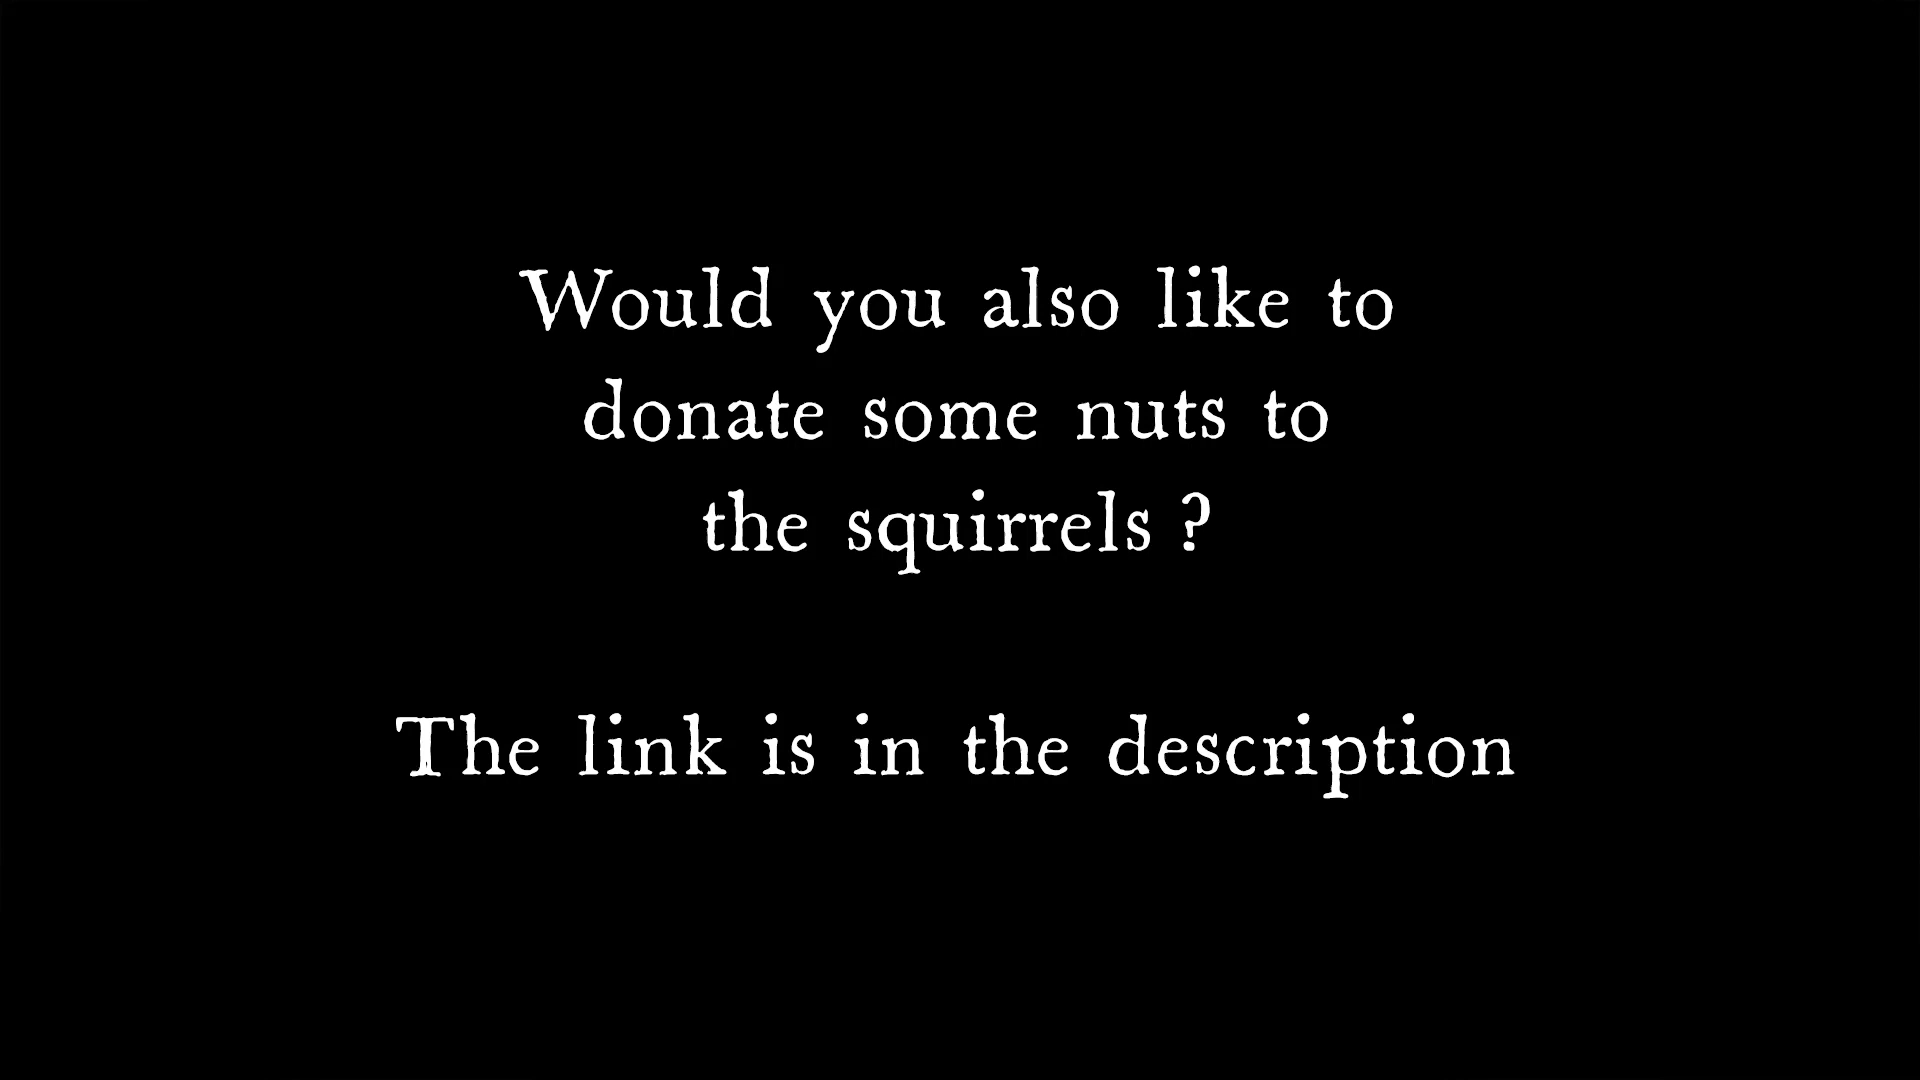 Would you also like to
donate some nuts to
the squirrels ?
The link is in the description